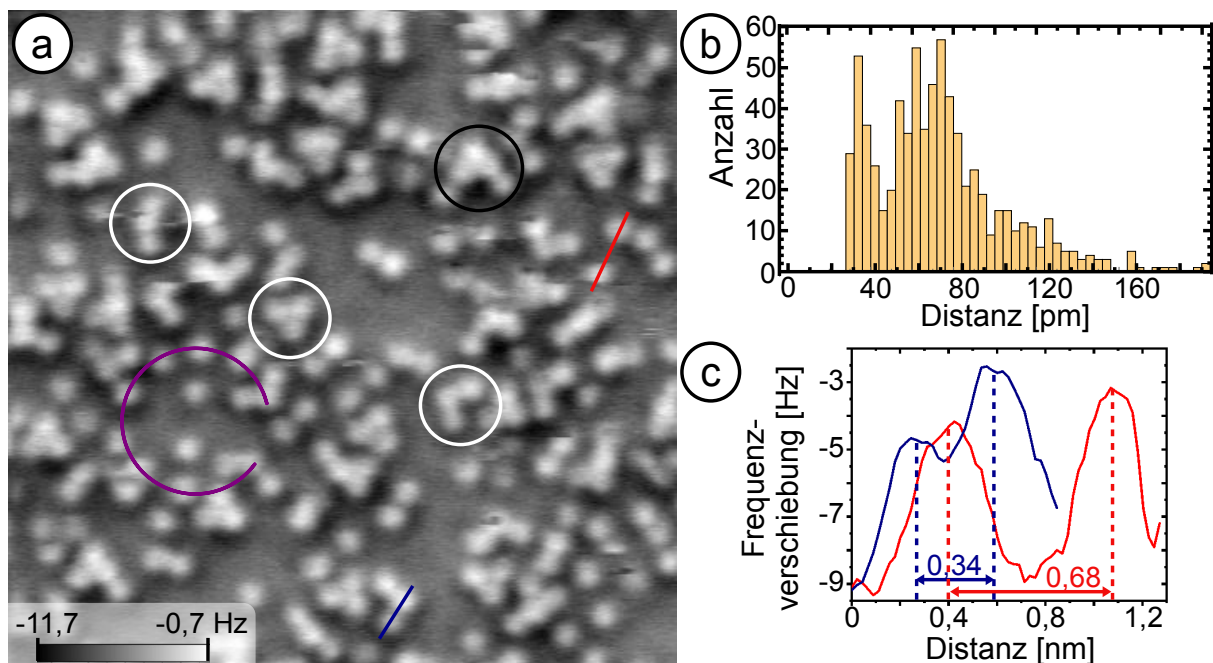 a
-11,7
-0,7 Hz
b
Anzahl
60
50
40
30
20
10
0
0
40
80
120
160
Distanz [pm]
c
Frequenz-
verschiebung [Hz]
-3
-5
-7
-9
0,34
0,68
0
0,4
0,8
1,2
Distanz [nm]